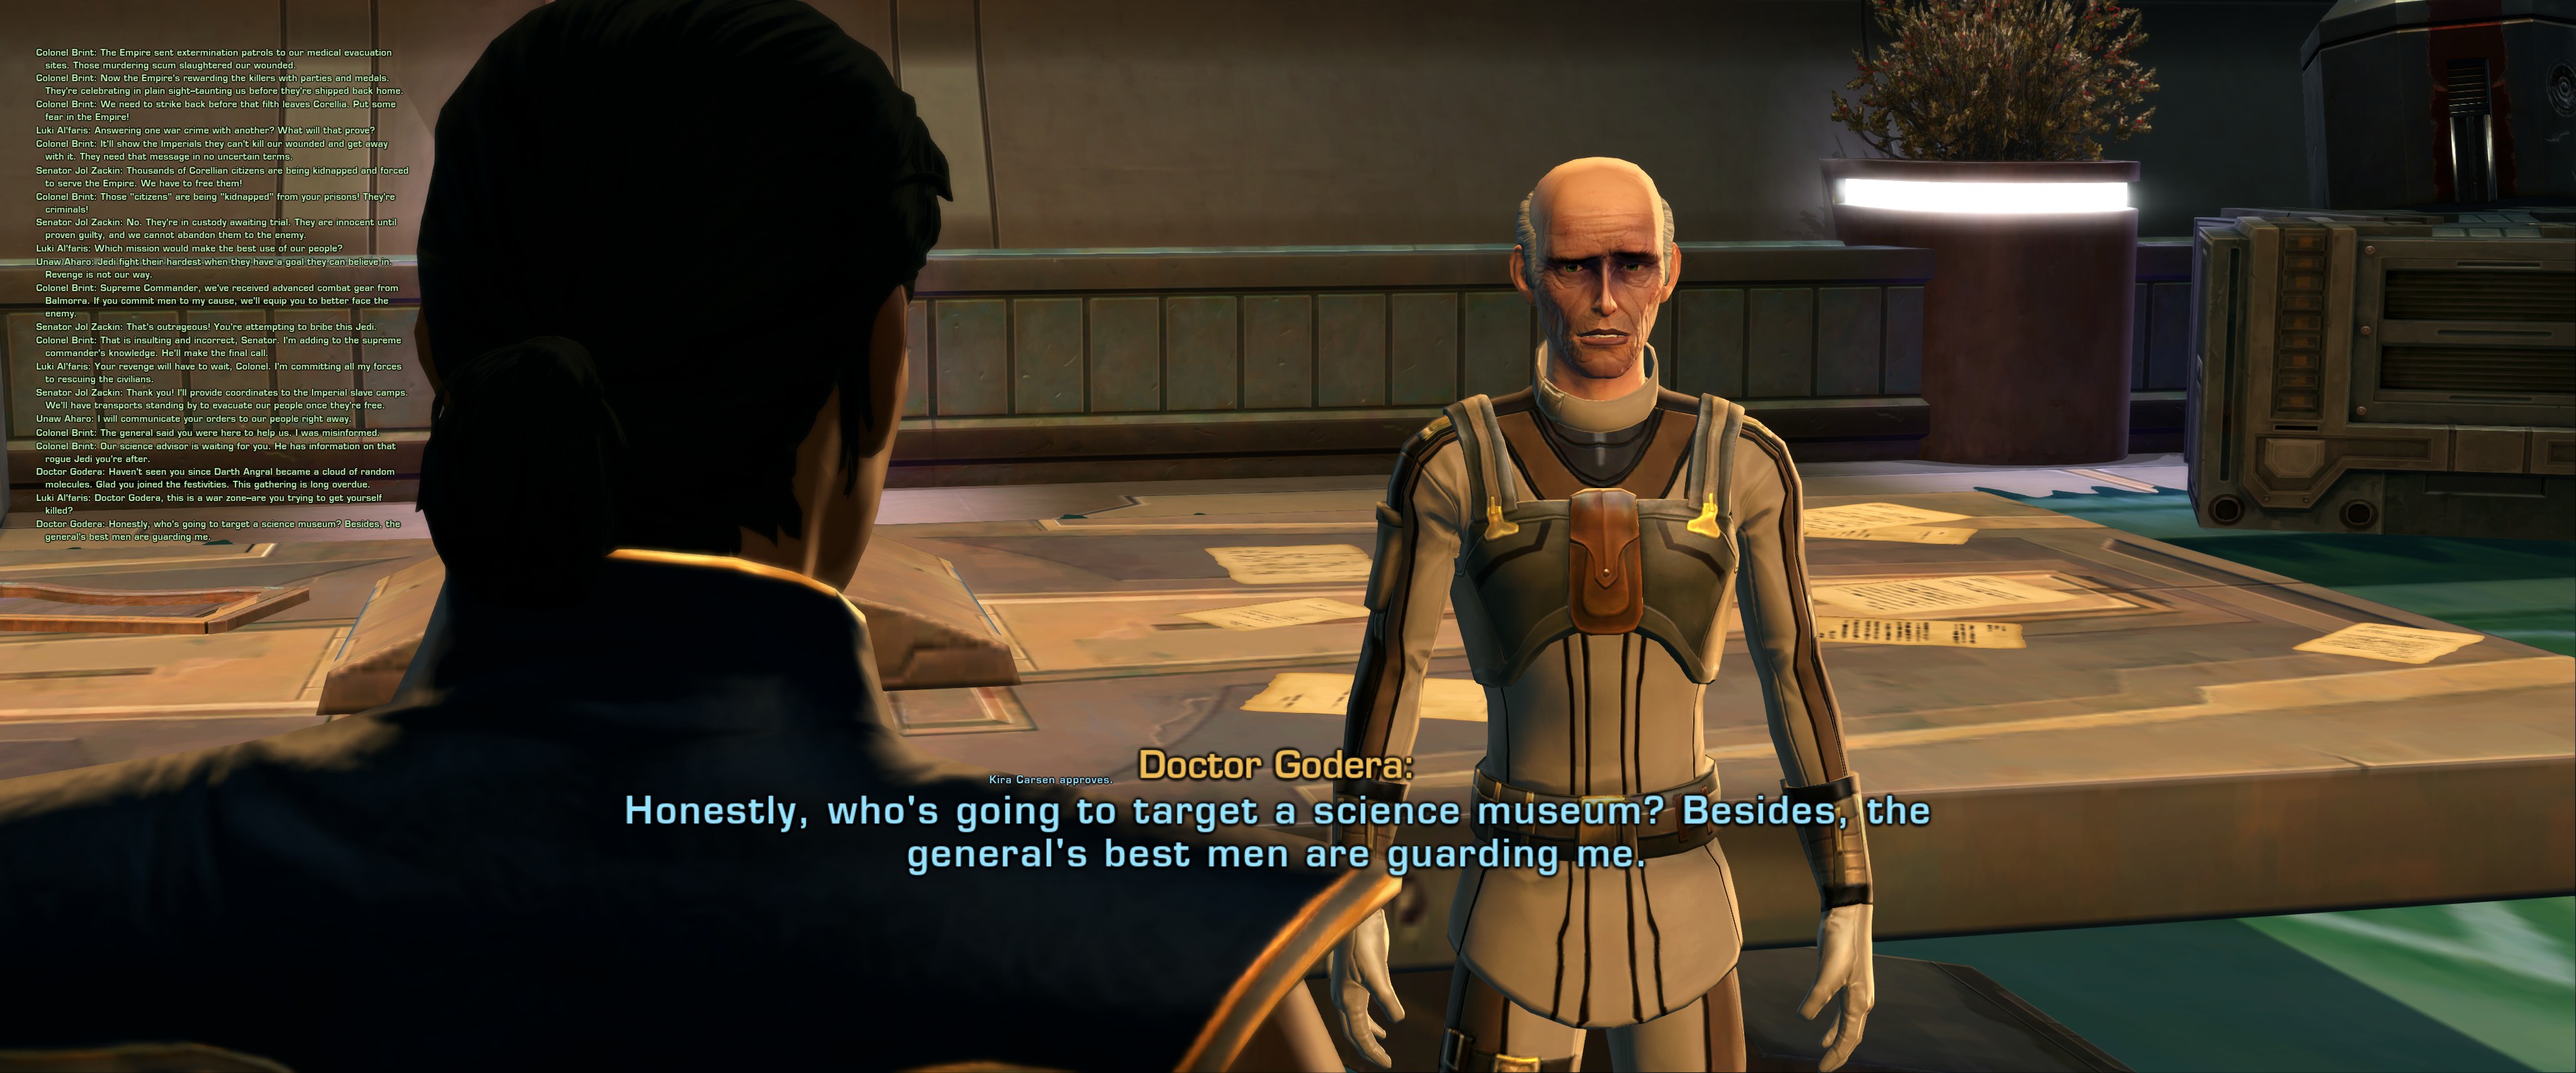 Colonel Brint: The Empire sent extermination patrols to our medical evacuation
sites. Those murdering scum slaughtered our wounded.
Colonel Brint: Now the Empire's rewarding the killers with parties and medals.
They're celebrating in plain sight–taunting us before they're shipped back home.
Colonel Brint: We need to strike back before that filth leaves Corellia. Put some
fear in the Empire!
Luki Al'faris: Answering one war crime with another? What will that prove?
Colonel Brint: It'll show the Imperials they can't kill our wounded and get away
with it. They need that message in no uncertain terms.
Senator Jol Zackin: Thousands of Corellian citizens are being kidnapped and forced
to serve the Empire. We have to free them!
Colonel Brint: Those "citizens" are being "kidnapped" from your prisons! They're
criminals!
Senator Jol Zackin: No. They're in custody awaiting trial. They are innocent until
proven guilty, and we cannot abandon them to the enemy.
Luki Al'faris: Which mission would make the best use of our people?
Unaw Aharo: Jedi fight their hardest when they have a goal they can believe in.
Revenge is not our way.
Colonel Brint: Supreme Commander, we've received advanced combat gear from
Balmorra. If you commit men to my cause, we'll equip you to better face the
enemy.
Senator Jol Zackin: That's outrageous! You're attempting to bribe this Jedi.
Colonel Brint: That is insulting and incorrect, Senator. I'm adding to the supreme
commander's knowledge. He'll make the final call.
Luki Al'faris: Your revenge will have to wait, Colonel. I'm committing all my forces
to rescuing the civilians.
Senator Jol Zackin: Thank you! I'll provide coordinates to the Imperial slave camps.
We'll have transports standing by to evacuate our people once they're free.
Unaw Aharo: I will communicate your orders to our people right away.
Colonel Brint: The general said you were here to help us. I was misinformed.
Colonel Brint: Our science advisor is waiting for you. He has information on that
rogue Jedi you're after.
Doctor Godera: Haven't seen you since Darth Angral became a cloud of random
molecules. Glad you joined the festivities. This gathering is long overdue.
Luki Al'faris: Doctor Godera, this is a war zone–are you trying to get yourself
killed?
Doctor Godera: Honestly, who's going to target a science museum? Besides, the
general's best men are guarding me.
Doctor Godera:
Kira Carsen approves.
Honestly, who's going to target a science museum? Besides, the
general's best men are guarding me.